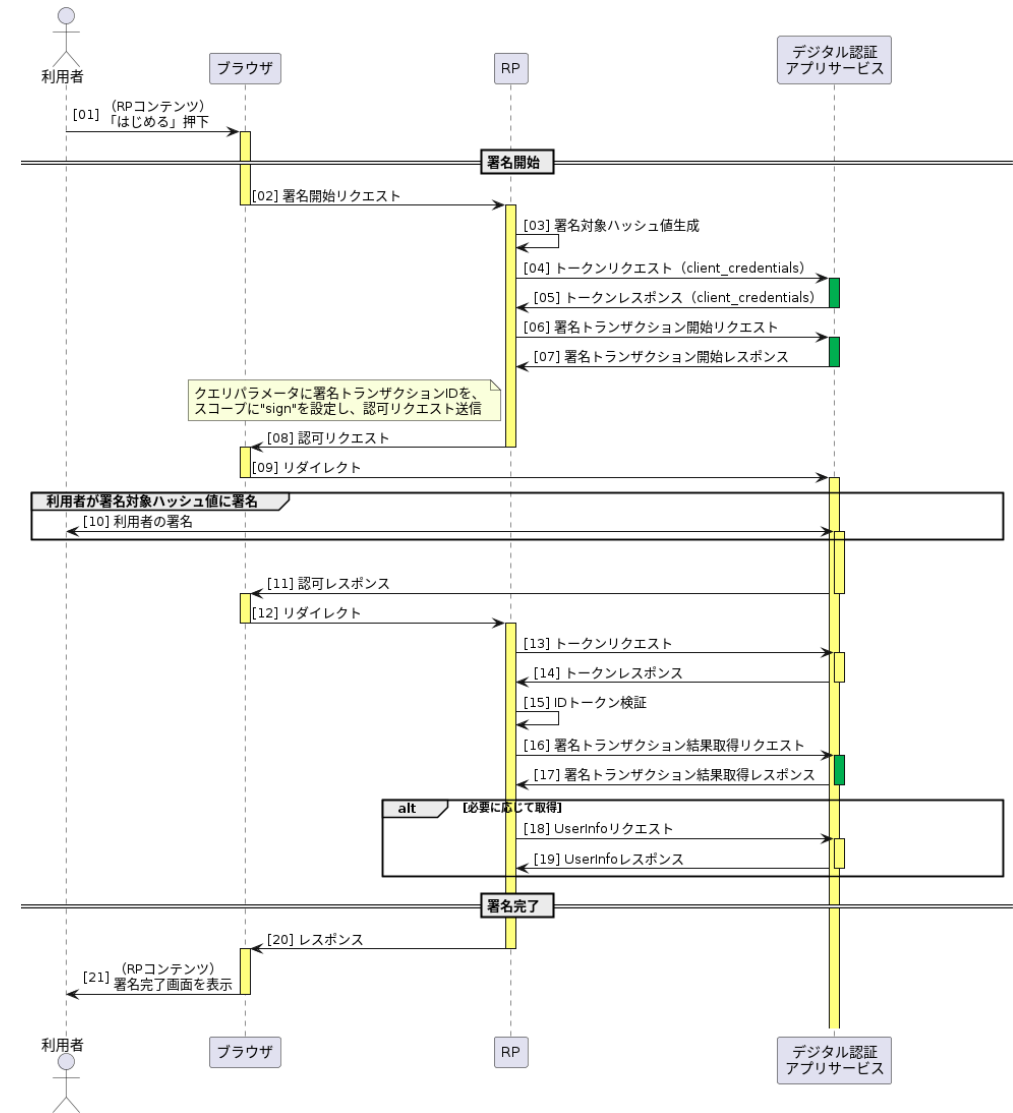 利用者
ブラウザ
RP
デジタル認証
アプリサービス
[01] （RPコンテンツ）
「はじめる」押下
署名開始
[02] 署名開始リクエスト
[03] 署名対象ハッシュ値生成
[04] トークンリクエスト（client_credentials）
[05] トークンレスポンス（client_credentials）
[06] 署名トランザクション開始リクエスト
[07] 署名トランザクション開始レスポンス
クエリパラメータに署名トランザクションIDを、
スコープに"sign"を設定し、認可リクエスト送信
[08] 認可リクエスト
[09] リダイレクト
利用者が署名対象ハッシュ値に署名
[10] 利用者の署名
[11] 認可レスポンス
[12] リダイレクト
[13] トークンリクエスト
[14] トークンレスポンス
[15] IDトークン検証
[16] 署名トランザクション結果取得リクエスト
[17] 署名トランザクション結果取得レスポンス
alt [必要に応じて取得]
[18] UserInfoリクエスト
[19] UserInfoレスポンス
署名完了
[20] レスポンス
[21] （RPコンテンツ）
署名完了画面を表示
利用者
ブラウザ
RP
デジタル認証
アプリサービス